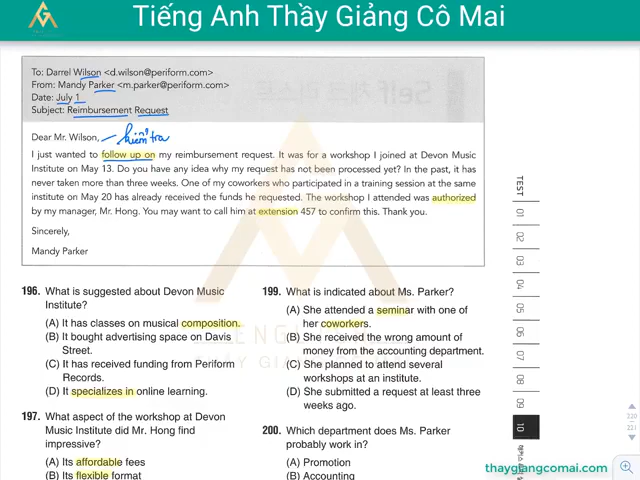 Tiếng Anh Thầy Giảng Cô Mai
To: Darrel Wilson <d.wilson@periform.com>
From: Mandy Parker <m.parker@periform.com>
Date: July 1
Subject: Reimbursement Request
Dear Mr. Wilson,
kiểm tra
I just wanted to follow up on my reimbursement request. It was for a workshop I joined at Devon Music
Institute on May 13. Do you have any idea why my request has not been processed yet? In the past, it has
never taken more than three weeks. One of my coworkers who participated in a training session at the same
institute on May 20 has already received the funds he requested. The workshop I attended was authorized
by my manager, Mr. Hong. You may want to call him at extension 457 to confirm this. Thank you.
Sincerely,
Mandy Parker
196. What is suggested about Devon Music
Institute?
(A) It has classes on musical composition.
(B) It bought advertising space on Davis
Street.
(C) It has received funding from Periform
Records.
(D) It specializes in online learning.
197. What aspect of the workshop at Devon
Music Institute did Mr. Hong find
impressive?
(A) Its affordable fees
(B) Its flexible format
199. What is indicated about Ms. Parker?
(A) She attended a seminar with one of
her coworkers.
(B) She received the wrong amount of
money from the accounting department.
(C) She planned to attend several
workshops at an institute.
(D) She submitted a request at least three
weeks ago.
200. Which department does Ms. Parker
probably work in?
(A) Promotion
(B) Accounting
TEST
01
02
03
04
05
06
07
08
09
10
220
221
thaygiangcomai.com